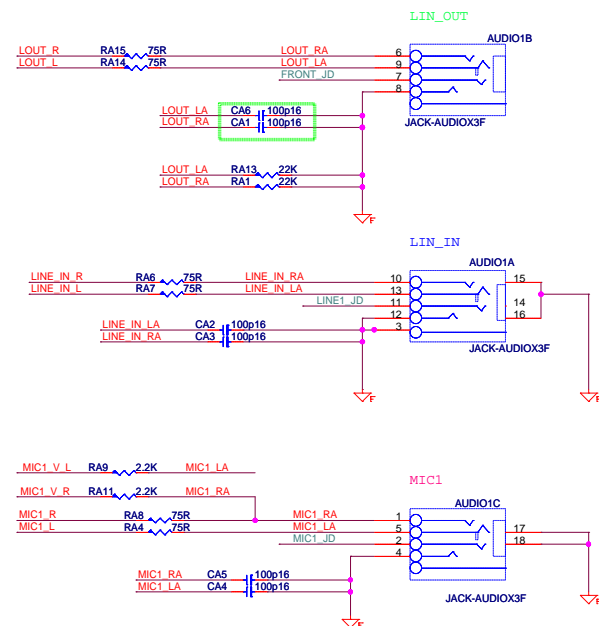 LIN_OUT
AUDIO1B
LOUT_R RA15 75R LOUT_RA 6
LOUT_L RA14 75R LOUT_LA 9
FRONT_JD 7
8
LOUT_LA CA6 100p16
LOUT_RA CA1 100p16
JACK-AUDIOX3F
LOUT_LA RA13 22K
LOUT_RA RA1 22K
F
LIN_IN
AUDIO1A
LINE_IN_R RA6 75R LINE_IN_RA 10 15
LINE_IN_L RA7 75R LINE_IN_LA 13
LINE1_JD 11 14
12 16
LINE_IN_LA CA2 100p16 3
LINE_IN_RA CA3 100p16
JACK-AUDIOX3F
F F
MIC1_V_L RA9 2.2K MIC1_LA
MIC1
MIC1_V_R RA11 2.2K MIC1_RA
AUDIO1C
MIC1_R RA8 75R MIC1_RA 1
MIC1_L RA4 75R MIC1_LA 5 17
MIC1_JD 2 18
4
MIC1_RA CA5 100p16
MIC1_LA CA4 100p16
JACK-AUDIOX3F
F
F